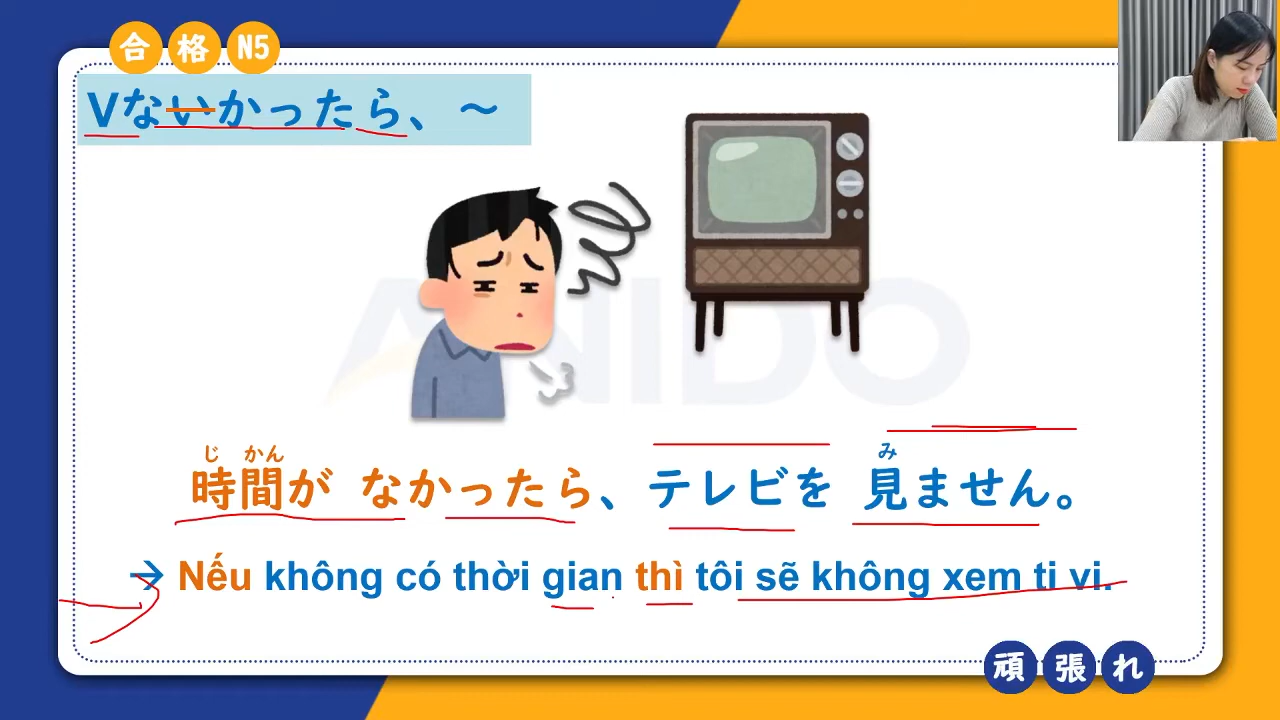 合 格 N5
Vないかったら、～
ANIDO
じ かん み
時間が なかったら、テレビを 見ません。
→ Nếu không có thời gian thì tôi sẽ không xem ti vi.
頑 張 れ